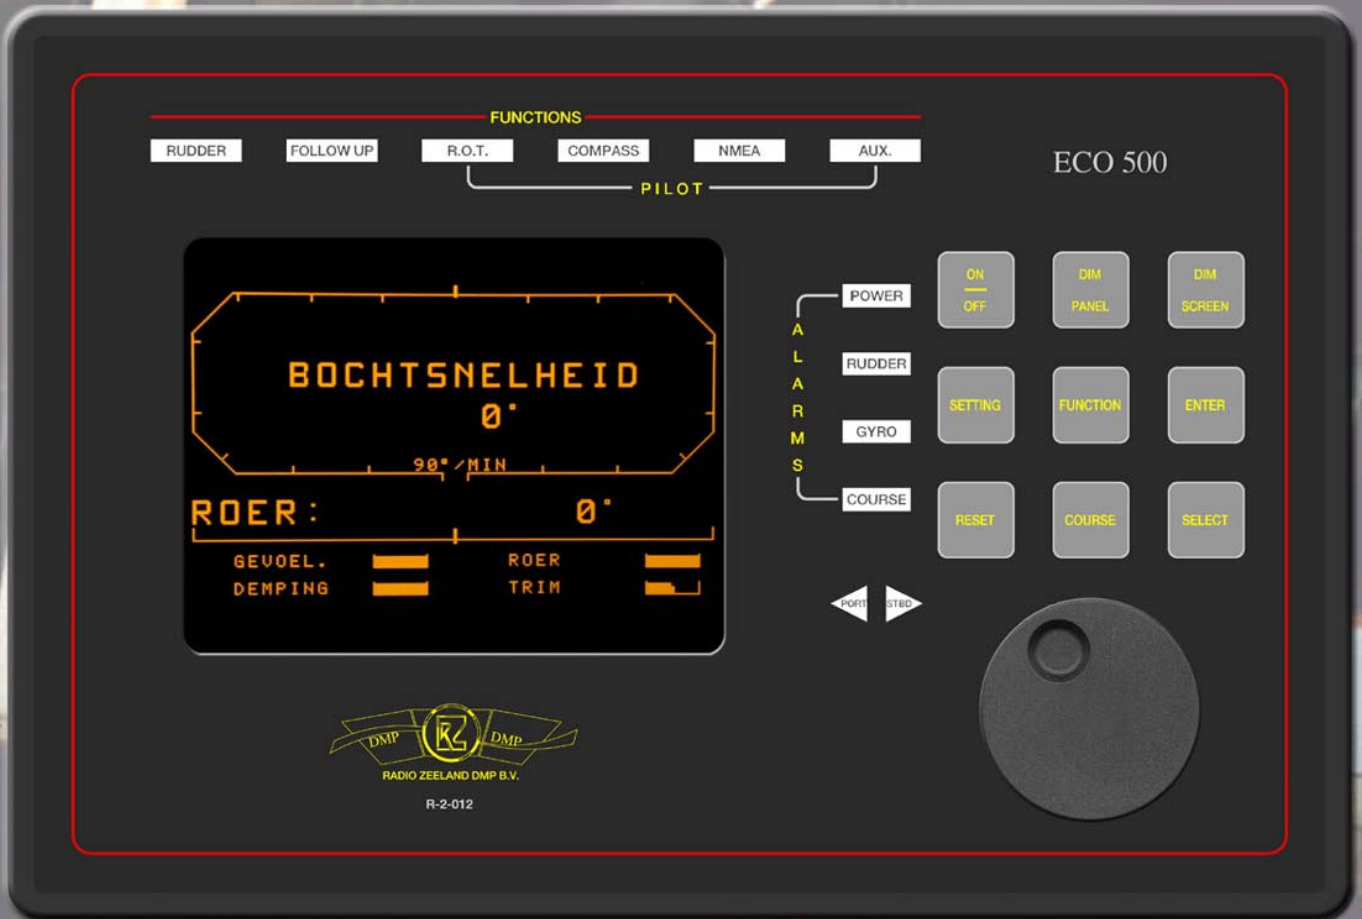 FUNCTIONS
RUDDER FOLLOW UP R.O.T. COMPASS NMEA AUX.
PILOT
ECO 500
BOCHTSNELHEID
0°
90°/MIN
ROER: 0°
GEVOEL. ROER
DEMPING TRIM
ALARMS
POWER
RUDDER
GYRO
COURSE
PORT STBD
ON
OFF
DIM
PANEL
DIM
SCREEN
SETTING FUNCTION ENTER
RESET COURSE SELECT
DMP RZ DMP
RADIO ZEELAND DMP B.V.
R-2-012